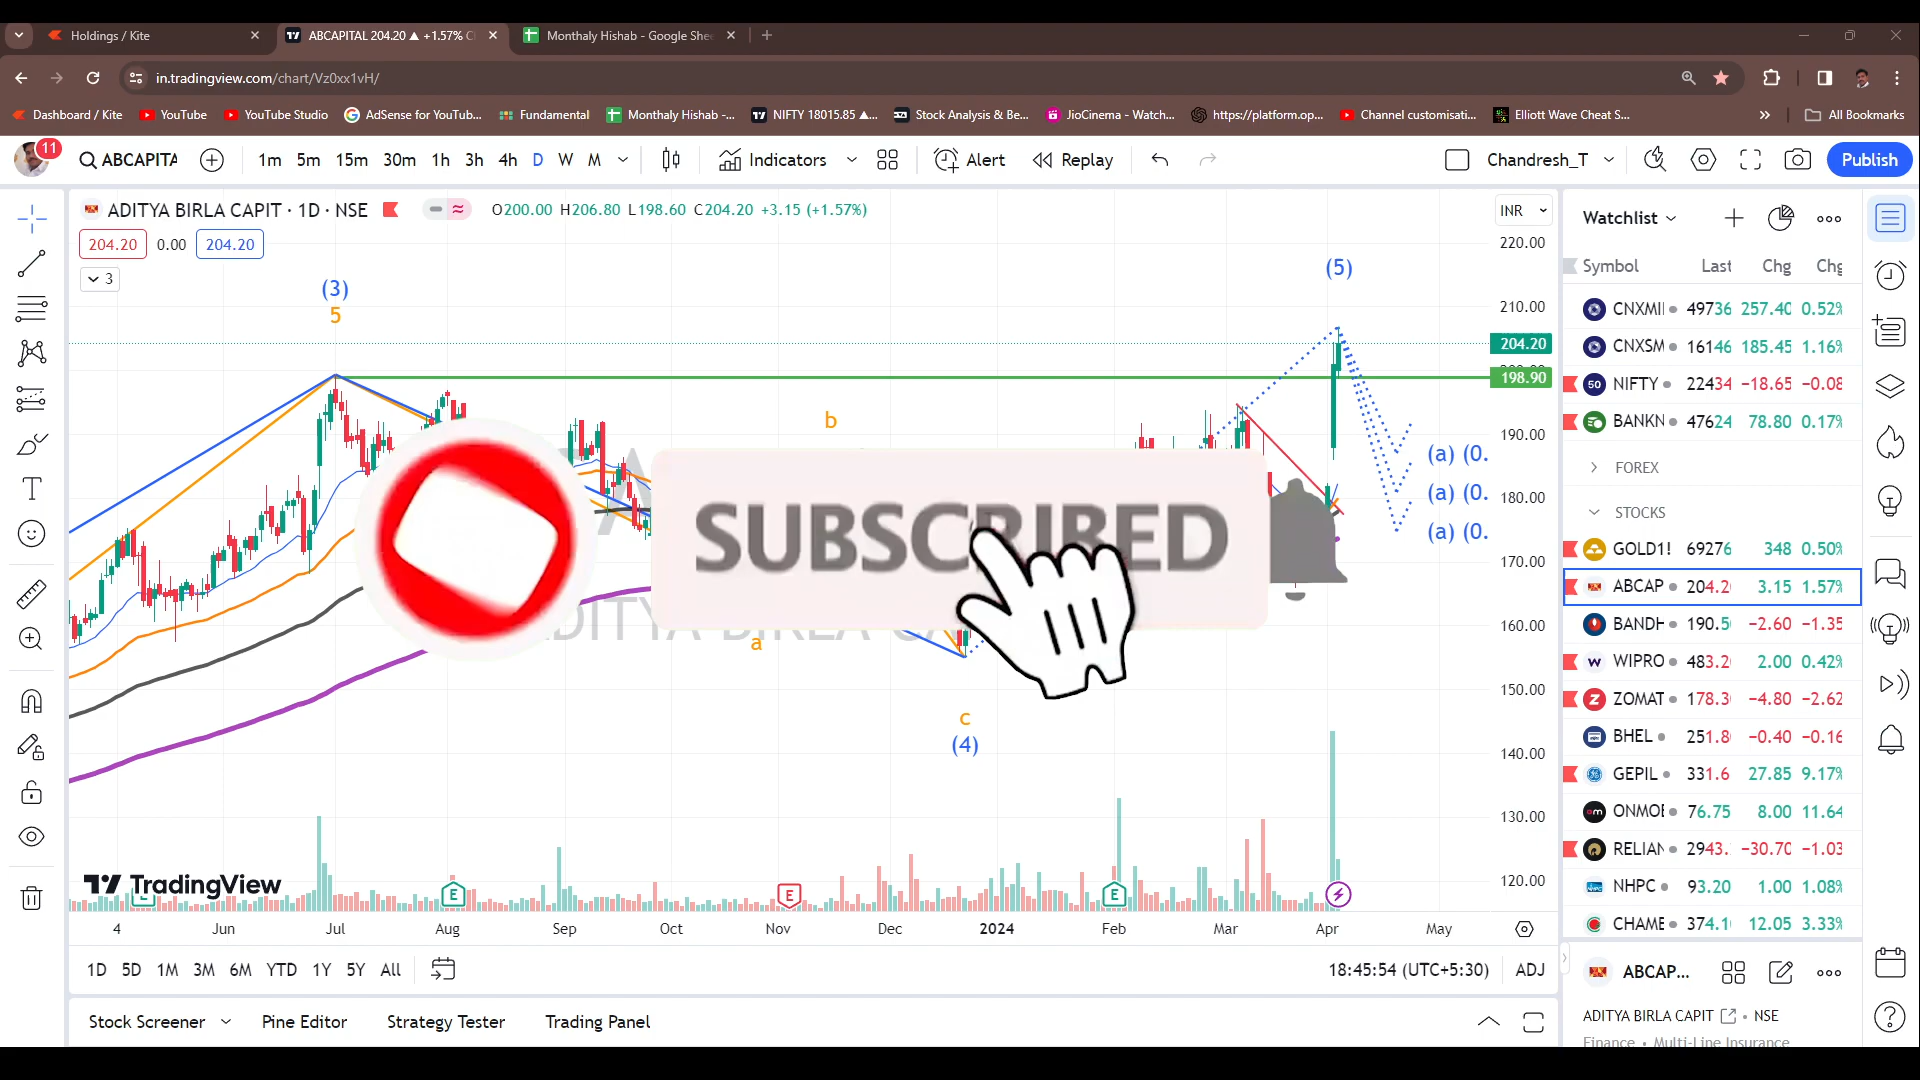 Holdings / Kite
ABCAPITAL 204.20 ▲ +1.57%
Monthaly Hishab - Google Shee
in.tradingview.com/chart/Vz0xx1vH/
Dashboard / Kite YouTube YouTube Studio AdSense for YouTub... Fundamental Monthaly Hishab -... NIFTY 18015.85 ▲... Stock Analysis & Be... JioCinema - Watch... https://platform.op... Channel customisati... Elliott Wave Cheat S... » All Bookmarks
11 ABCAPITA 1m 5m 15m 30m 1h 3h 4h D W M Indicators Alert Replay Chandresh_T Publish
ADITYA BIRLA CAPIT · 1D · NSE O200.00 H206.80 L198.60 C204.20 +3.15 (+1.57%)
INR
204.20 0.00 204.20
3
(3)
5
(5)
b
a
c
(4)
(a) (0.
(a) (0.
(a) (0.
SUBSCRIBED
220.00
210.00
204.20
198.90
190.00
180.00
170.00
160.00
150.00
140.00
130.00
120.00
TradingView
E E E E
4 Jun Jul Aug Sep Oct Nov Dec 2024 Feb Mar Apr May
1D 5D 1M 3M 6M YTD 1Y 5Y All
18:45:54 (UTC+5:30) ADJ
Stock Screener Pine Editor Strategy Tester Trading Panel
Watchlist
Symbol Last Chg Chg
CNXMI 49736 257.40 0.52%
CNXSM 16146 185.45 1.16%
50 NIFTY 22434 −18.65 −0.08
BANKN 47624 78.80 0.17%
FOREX
STOCKS
GOLD1! 69276 348 0.50%
ABCAP 204.2 3.15 1.57%
BANDH 190.5 −2.60 −1.35
WIPRO 483.2 2.00 0.42%
ZOMAT 178.3 −4.80 −2.62
BHEL 251.8 −0.40 −0.16
GEPIL 331.6 27.85 9.17%
ONMOE 76.75 8.00 11.64
RELIAN 2943. −30.70 −1.03
NHPC 93.20 1.00 1.08%
CHAME 374.1 12.05 3.33%
ABCAP...
ADITYA BIRLA CAPIT • NSE
Finance • Multi-Line Insurance